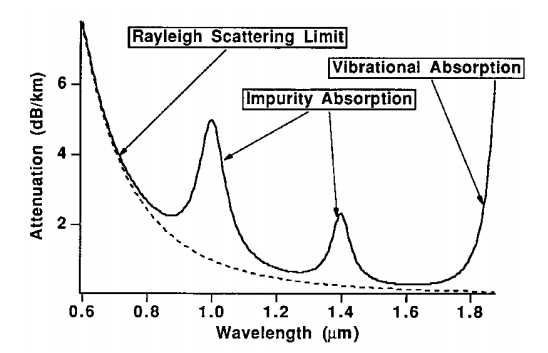 Rayleigh Scattering Limit
Vibrational Absorption
Impurity Absorption
Attenuation (dB/km)
6
4
2
0.6 0.8 1.0 1.2 1.4 1.6 1.8
Wavelength (μm)